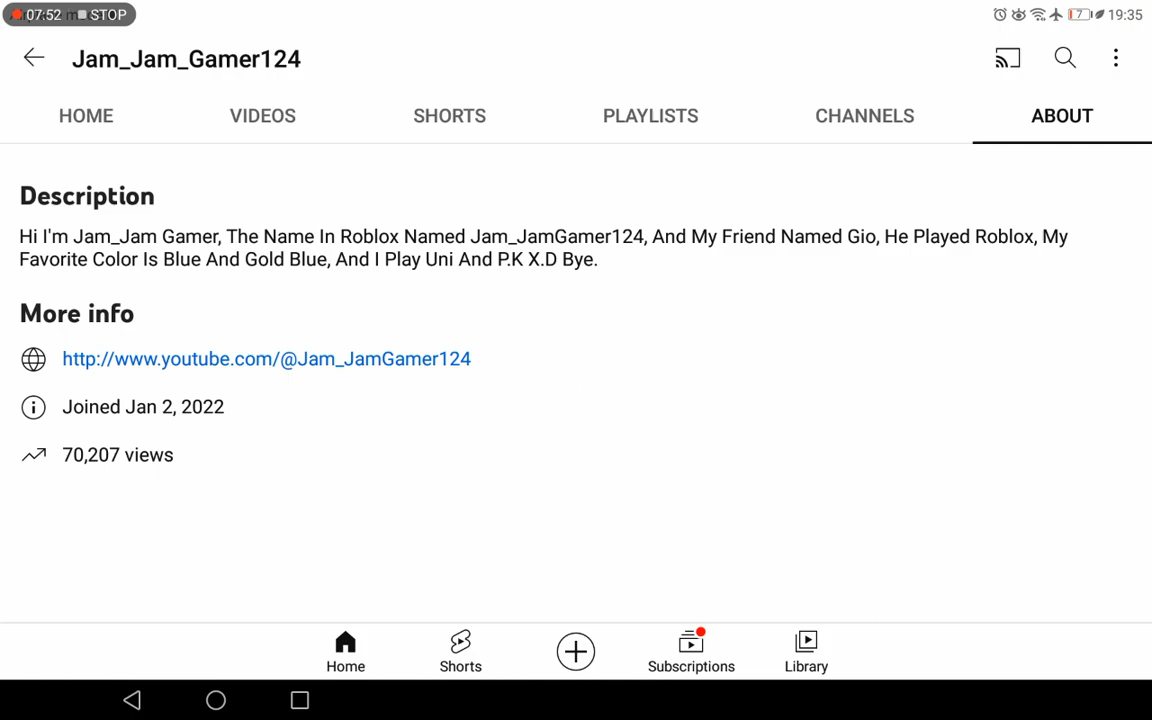 07:52 STOP
7 19:35
Jam_Jam_Gamer124
HOME VIDEOS SHORTS PLAYLISTS CHANNELS ABOUT
Description
Hi I'm Jam_Jam Gamer, The Name In Roblox Named Jam_JamGamer124, And My Friend Named Gio, He Played Roblox, My
Favorite Color Is Blue And Gold Blue, And I Play Uni And P.K X.D Bye.
More info
http://www.youtube.com/@Jam_JamGamer124
Joined Jan 2, 2022
70,207 views
Home Shorts Subscriptions Library